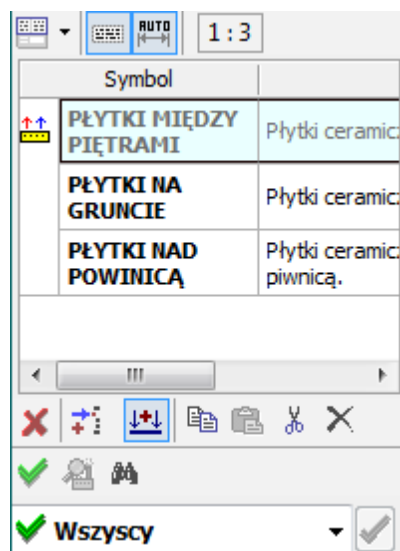 AUTO
1:3
Symbol
PŁYTKI MIĘDZY
PIĘTRAMI
Płytki ceramic
PŁYTKI NA
GRUNCIE
Płytki ceramic
PŁYTKI NAD
POWINICĄ
Płytki ceramic
piwnicą.
Wszyscy